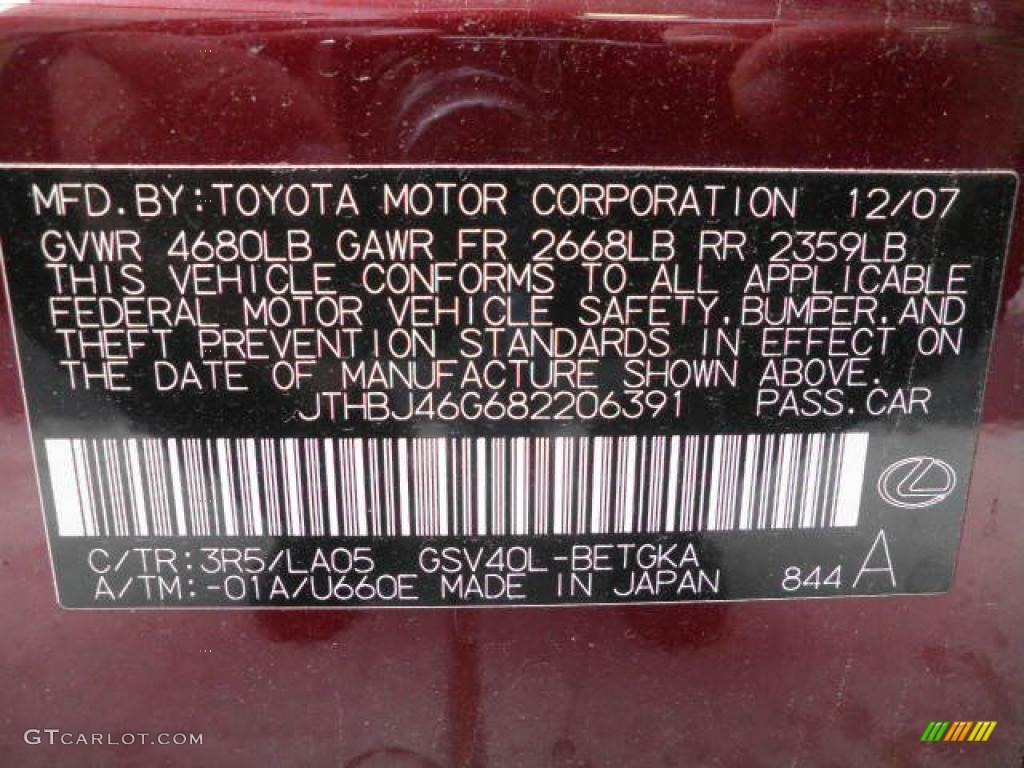 MFD.BY:TOYOTA MOTOR CORPORATION 12/07
GVWR 4680LB GAWR FR 2668LB RR 2359LB
THIS VEHICLE CONFORMS TO ALL APPLICABLE
FEDERAL MOTOR VEHICLE SAFETY,BUMPER,AND
THEFT PREVENTION STANDARDS IN EFFECT ON
THE DATE OF MANUFACTURE SHOWN ABOVE.
JTHBJ46G682206391 PASS.CAR
C/TR:3R5/LA05 GSV40L-BETGKA
A/TM:-01A/U660E MADE IN JAPAN 844 A
GTCARLOT.COM